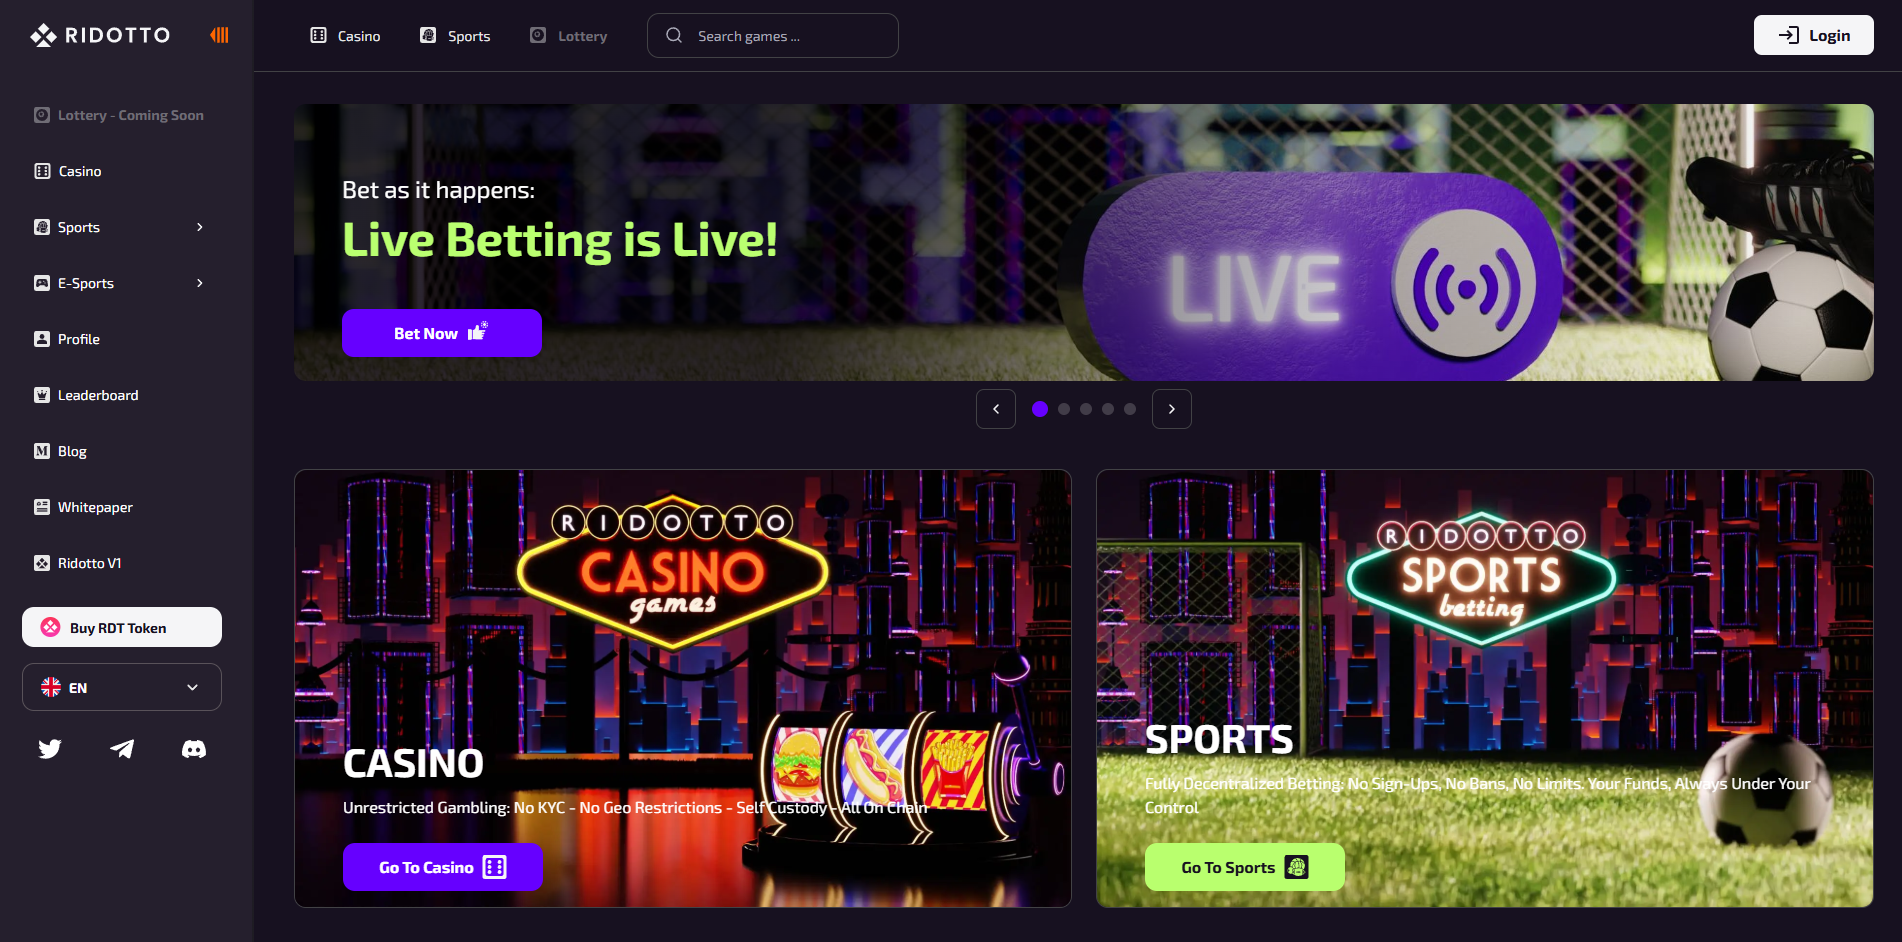 RIDOTTO
Casino
Sports
Lottery
Search games ...
Login
Lottery - Coming Soon
Casino
Sports
E-Sports
Profile
Leaderboard
Blog
Whitepaper
Ridotto V1
Buy RDT Token
EN
Bet as it happens:
Live Betting is Live!
Bet Now
LIVE
RIDOTTO
CASINO
games
CASINO
Unrestricted Gambling: No KYC - No Geo Restrictions - Self Custody - All On Chain
Go To Casino
RIDOTTO
SPORTS
betting
SPORTS
Fully Decentralized Betting: No Sign-Ups, No Bans, No Limits. Your Funds, Always Under Your
Control
Go To Sports